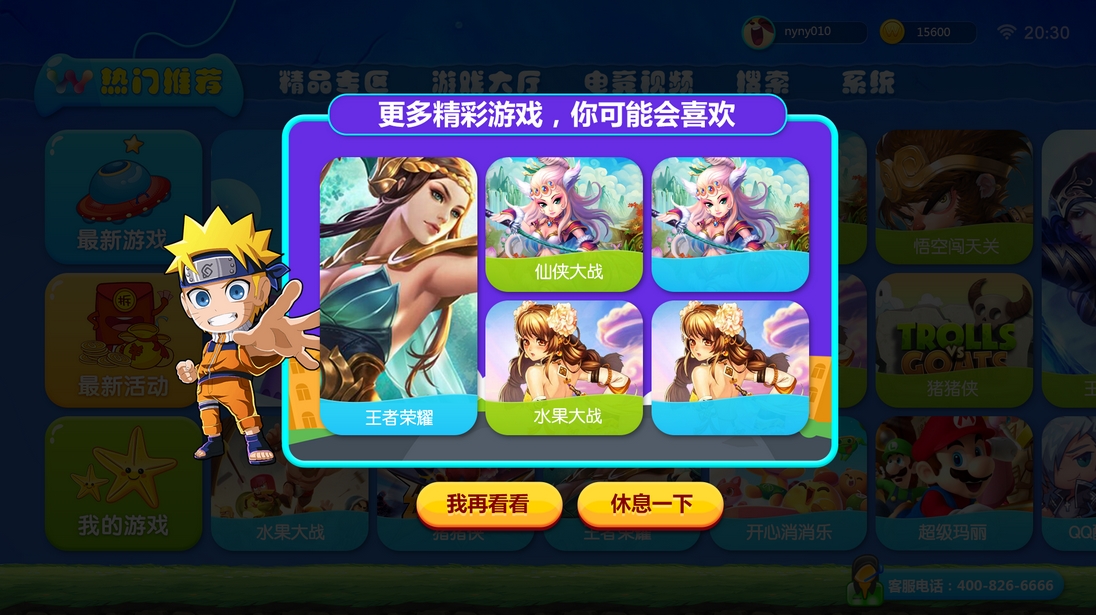 nyny010
15600
20:30
热门推荐
精品专区
游戏大厅
电竞视频
搜索
系统
更多精彩游戏，你可能会喜欢
最新游戏
仙侠大战
悟空闯天关
拆
最新活动
王者荣耀
水果大战
TROLLS
VS
GOATS
猪猪侠
王
我再看看
休息一下
我的游戏
水果大战
猪猪侠
王者荣耀
开心消消乐
超级玛丽
QQ
客服电话：400-826-6666